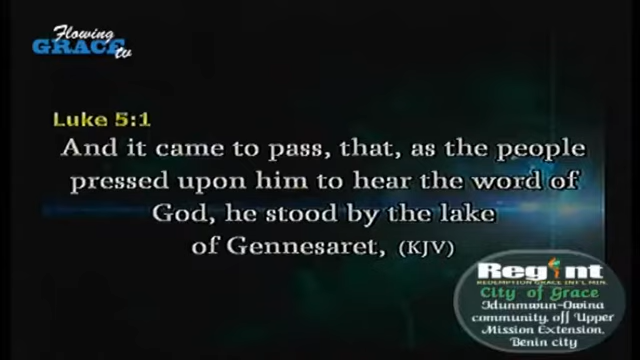 Flowing
GRACE tv
Luke 5:1
And it came to pass, that, as the people
pressed upon him to hear the word of
God, he stood by the lake
of Gennesaret, (KJV)
Regint
REDEMPTION GRACE INT'L MIN.
City of Grace
Idunmwun-Owina
community, off Upper
Mission Extension,
Benin city